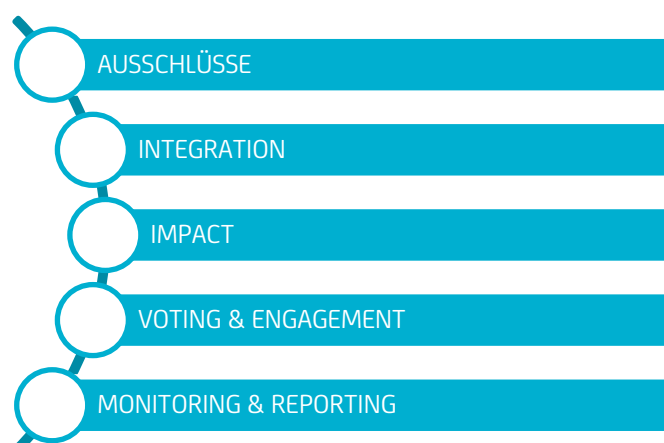 AUSSCHLÜSSE
INTEGRATION
IMPACT
VOTING & ENGAGEMENT
MONITORING & REPORTING